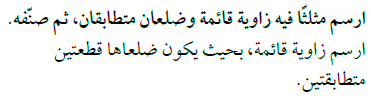 ارسم مثلثًا فيه زاوية قائمة وضلعان متطابقان، ثم صنّفه.
ارسم زاوية قائمة، بحيث يكون ضلعاها قطعتين
متطابقتين.